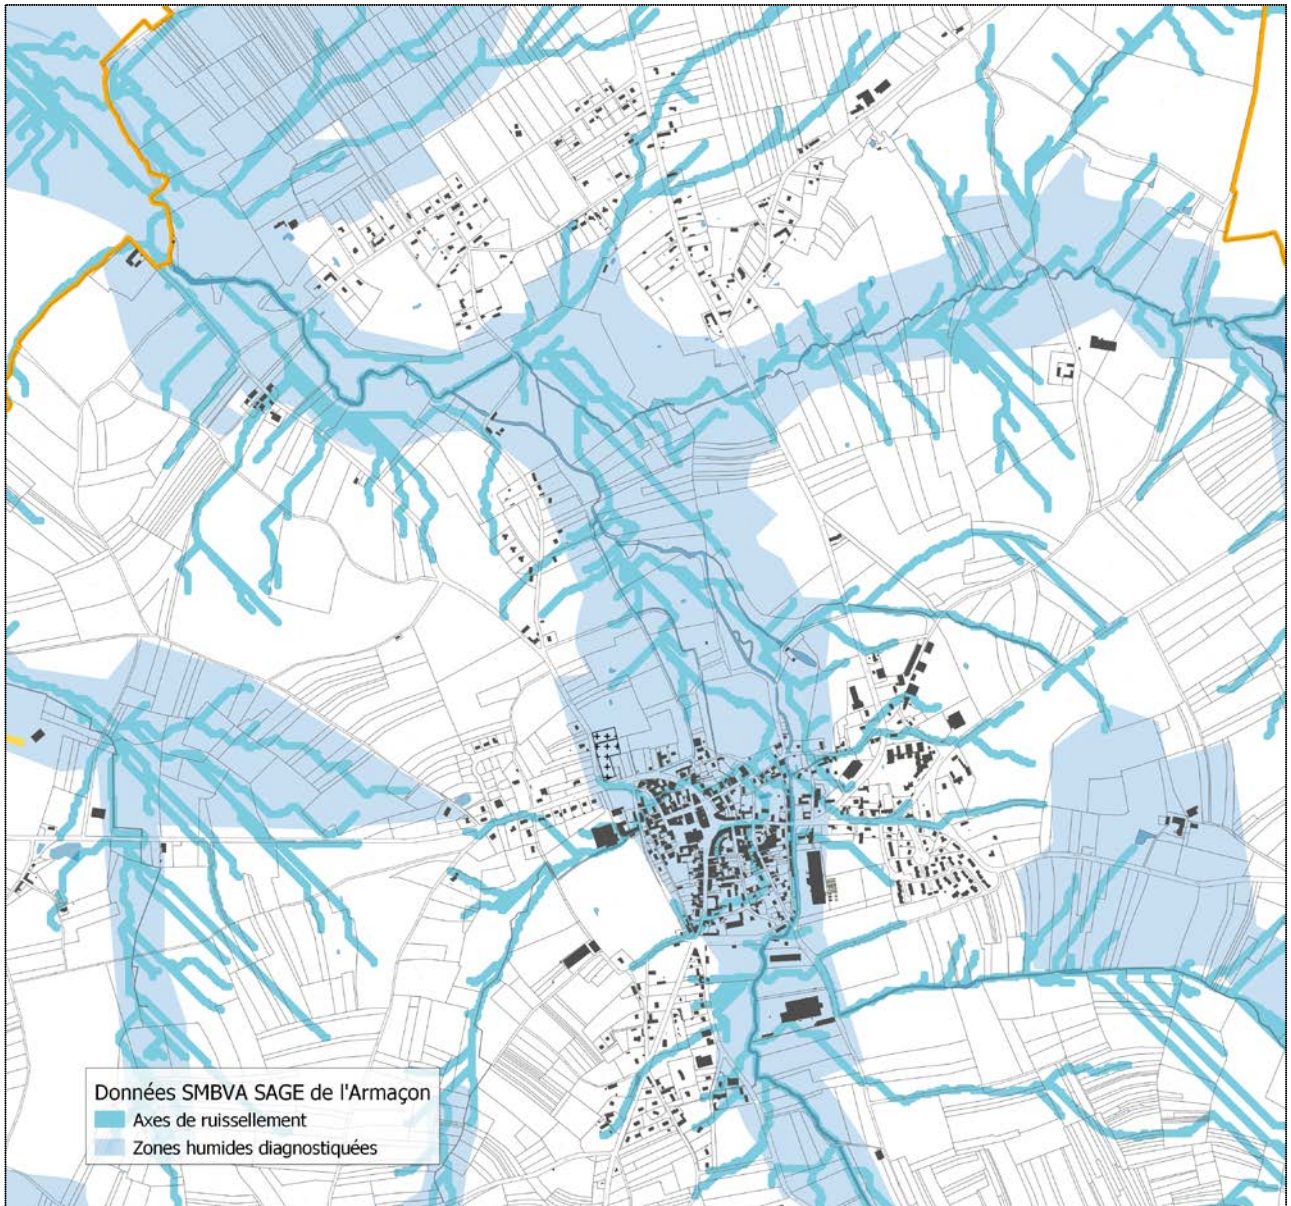 Données SMBVA SAGE de l'Armaçon
Axes de ruissellement
Zones humides diagnostiquées